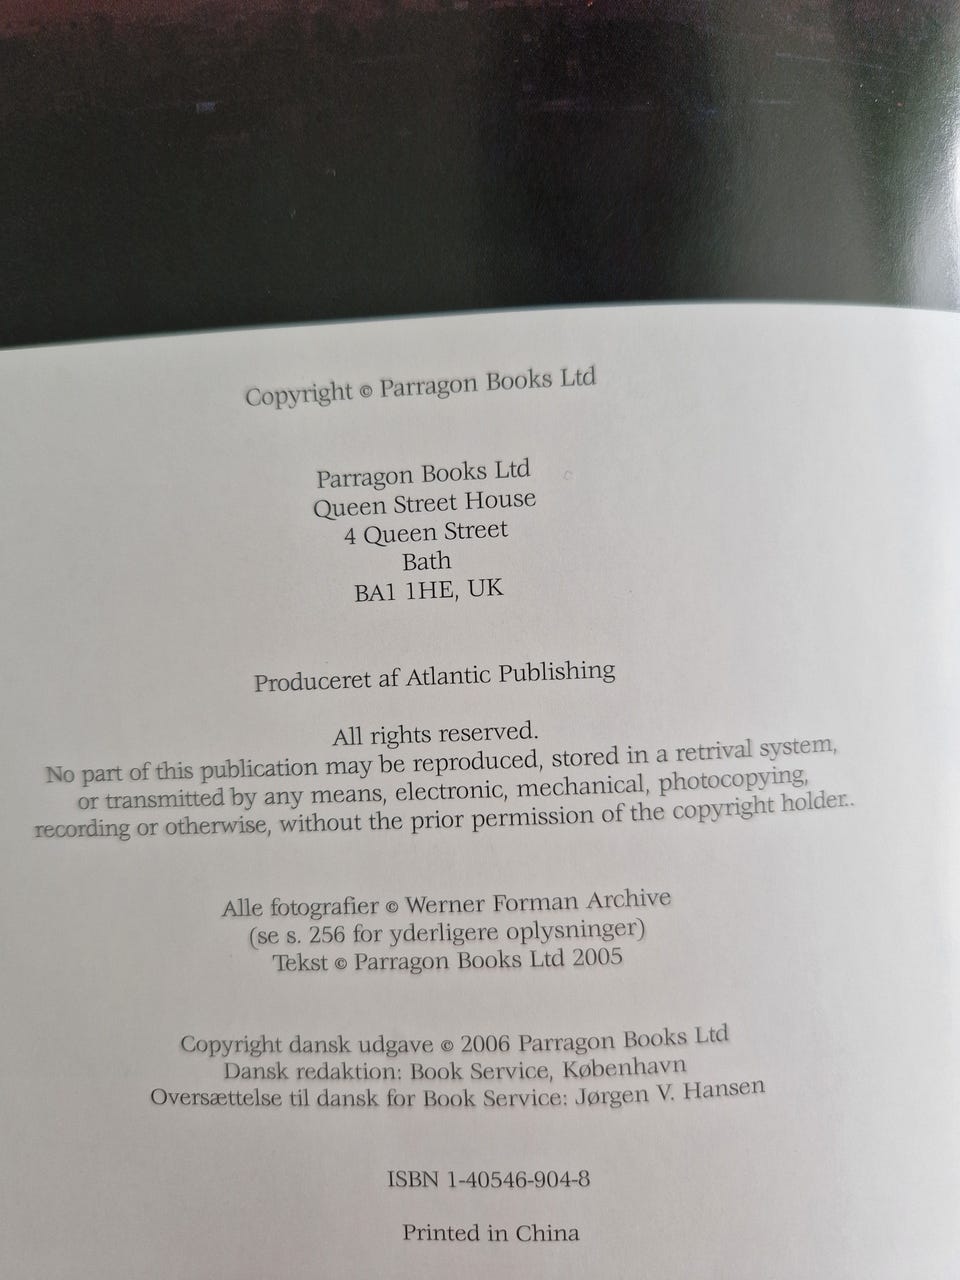 Copyright © Parragon Books Ltd
Parragon Books Ltd
Queen Street House
4 Queen Street
Bath
BA1 1HE, UK
Produceret af Atlantic Publishing
All rights reserved.
No part of this publication may be reproduced, stored in a retrival system,
or transmitted by any means, electronic, mechanical, photocopying,
recording or otherwise, without the prior permission of the copyright holder..
Alle fotografier © Werner Forman Archive
(se s. 256 for yderligere oplysninger)
Tekst © Parragon Books Ltd 2005
Copyright dansk udgave © 2006 Parragon Books Ltd
Dansk redaktion: Book Service, København
Oversættelse til dansk for Book Service: Jørgen V. Hansen
ISBN 1-40546-904-8
Printed in China